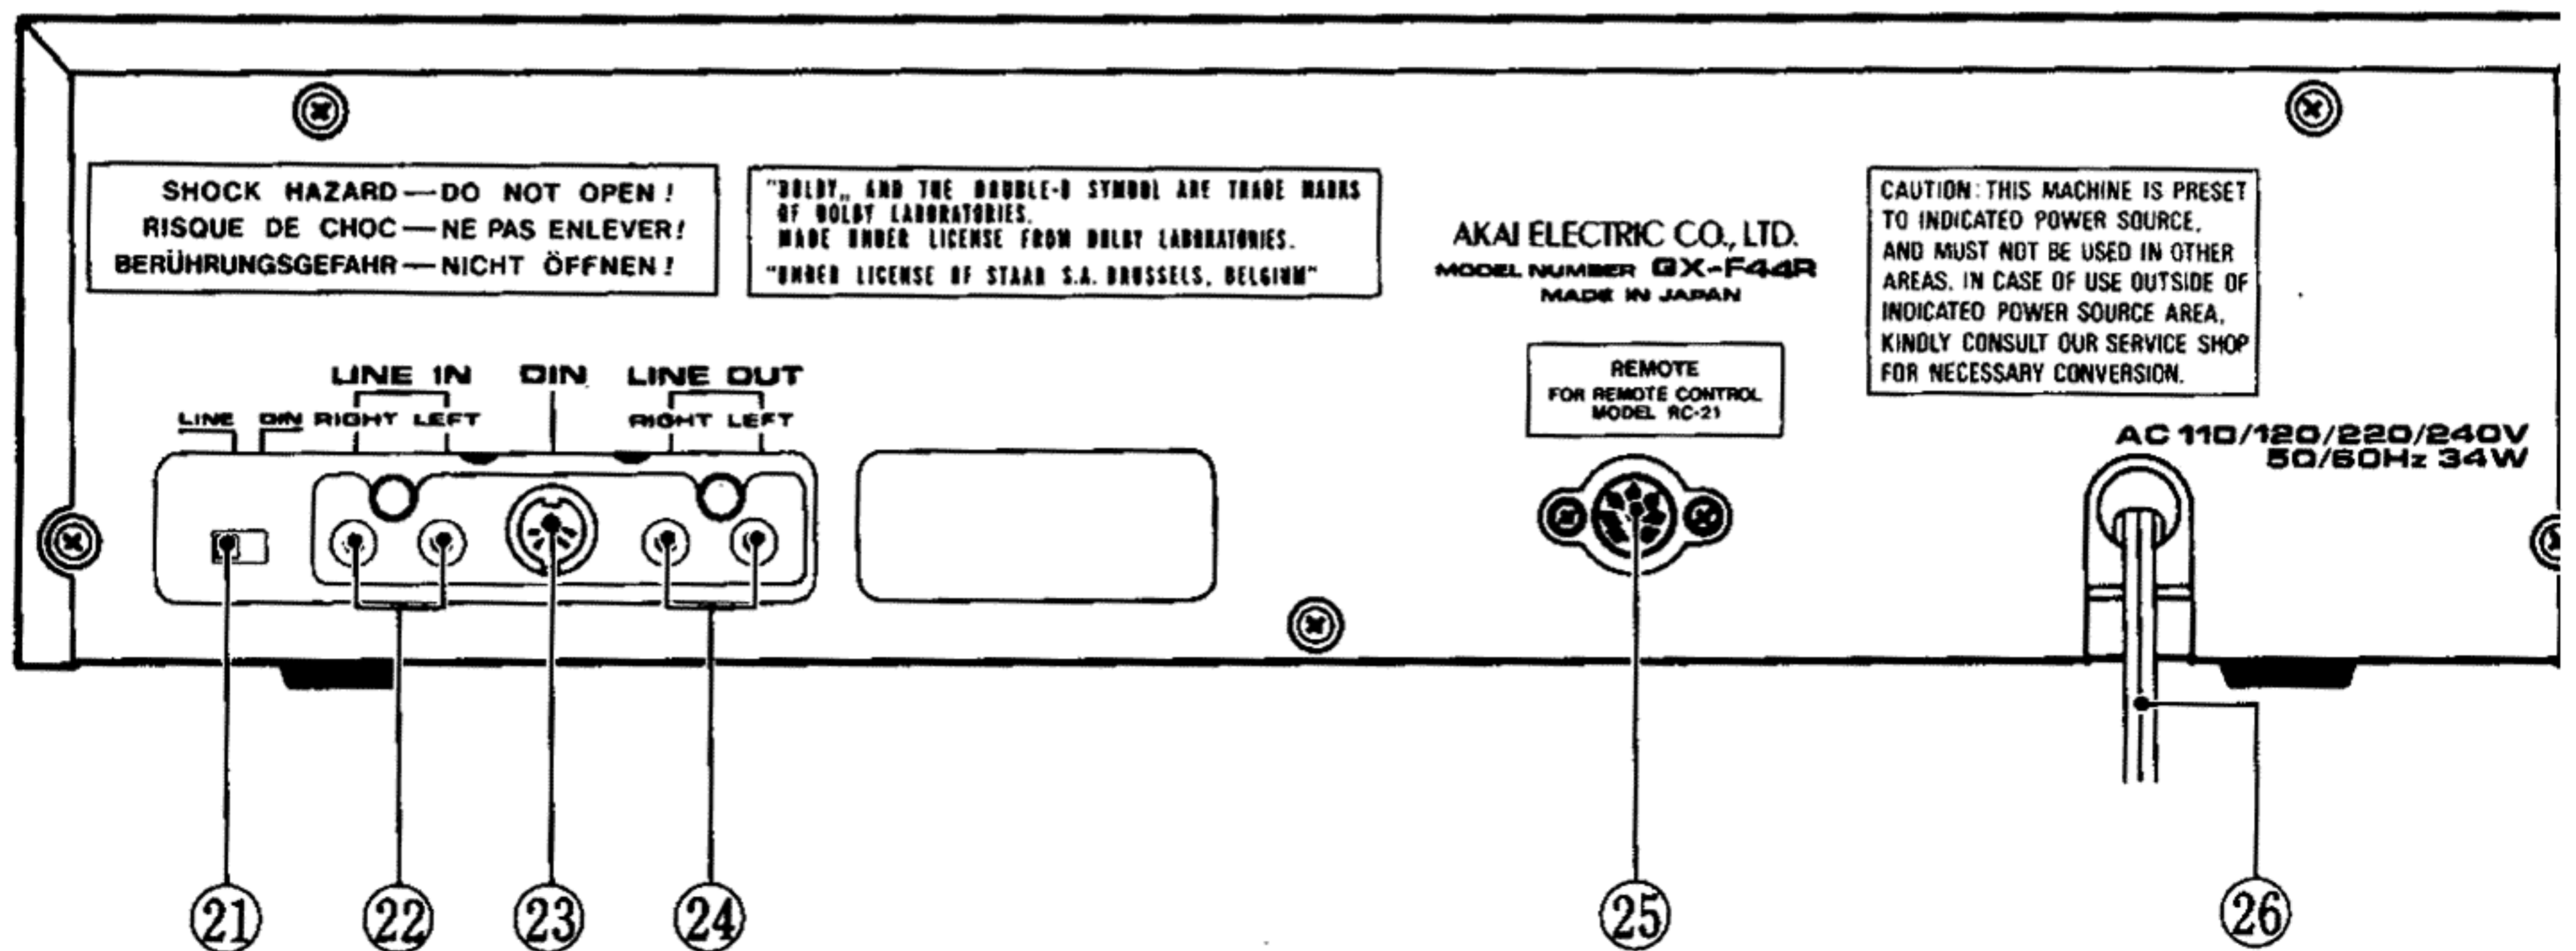 SHOCK HAZARD — DO NOT OPEN!
RISQUE DE CHOC — NE PAS ENLEVER!
BERÜHRUNGSGEFAHR — NICHT ÖFFNEN!
"DOLBY„ AND THE DOUBLE-D SYMBOL ARE TRADE MARKS
OF DOLBY LABORATORIES.
MADE UNDER LICENSE FROM DOLBY LABORATORIES.
"UNDER LICENSE OF STAAR S.A. BRUSSELS, BELGIUM"
AKAI ELECTRIC CO., LTD.
MODEL NUMBER GX-F44R
MADE IN JAPAN
CAUTION: THIS MACHINE IS PRESET
TO INDICATED POWER SOURCE,
AND MUST NOT BE USED IN OTHER
AREAS. IN CASE OF USE OUTSIDE OF
INDICATED POWER SOURCE AREA,
KINDLY CONSULT OUR SERVICE SHOP
FOR NECESSARY CONVERSION.
LINE IN DIN LINE OUT
LINE DIN RIGHT LEFT RIGHT LEFT
REMOTE
FOR REMOTE CONTROL
MODEL RC-21
AC 110/120/220/240V
50/60Hz 34W
21 22 23 24 25 26